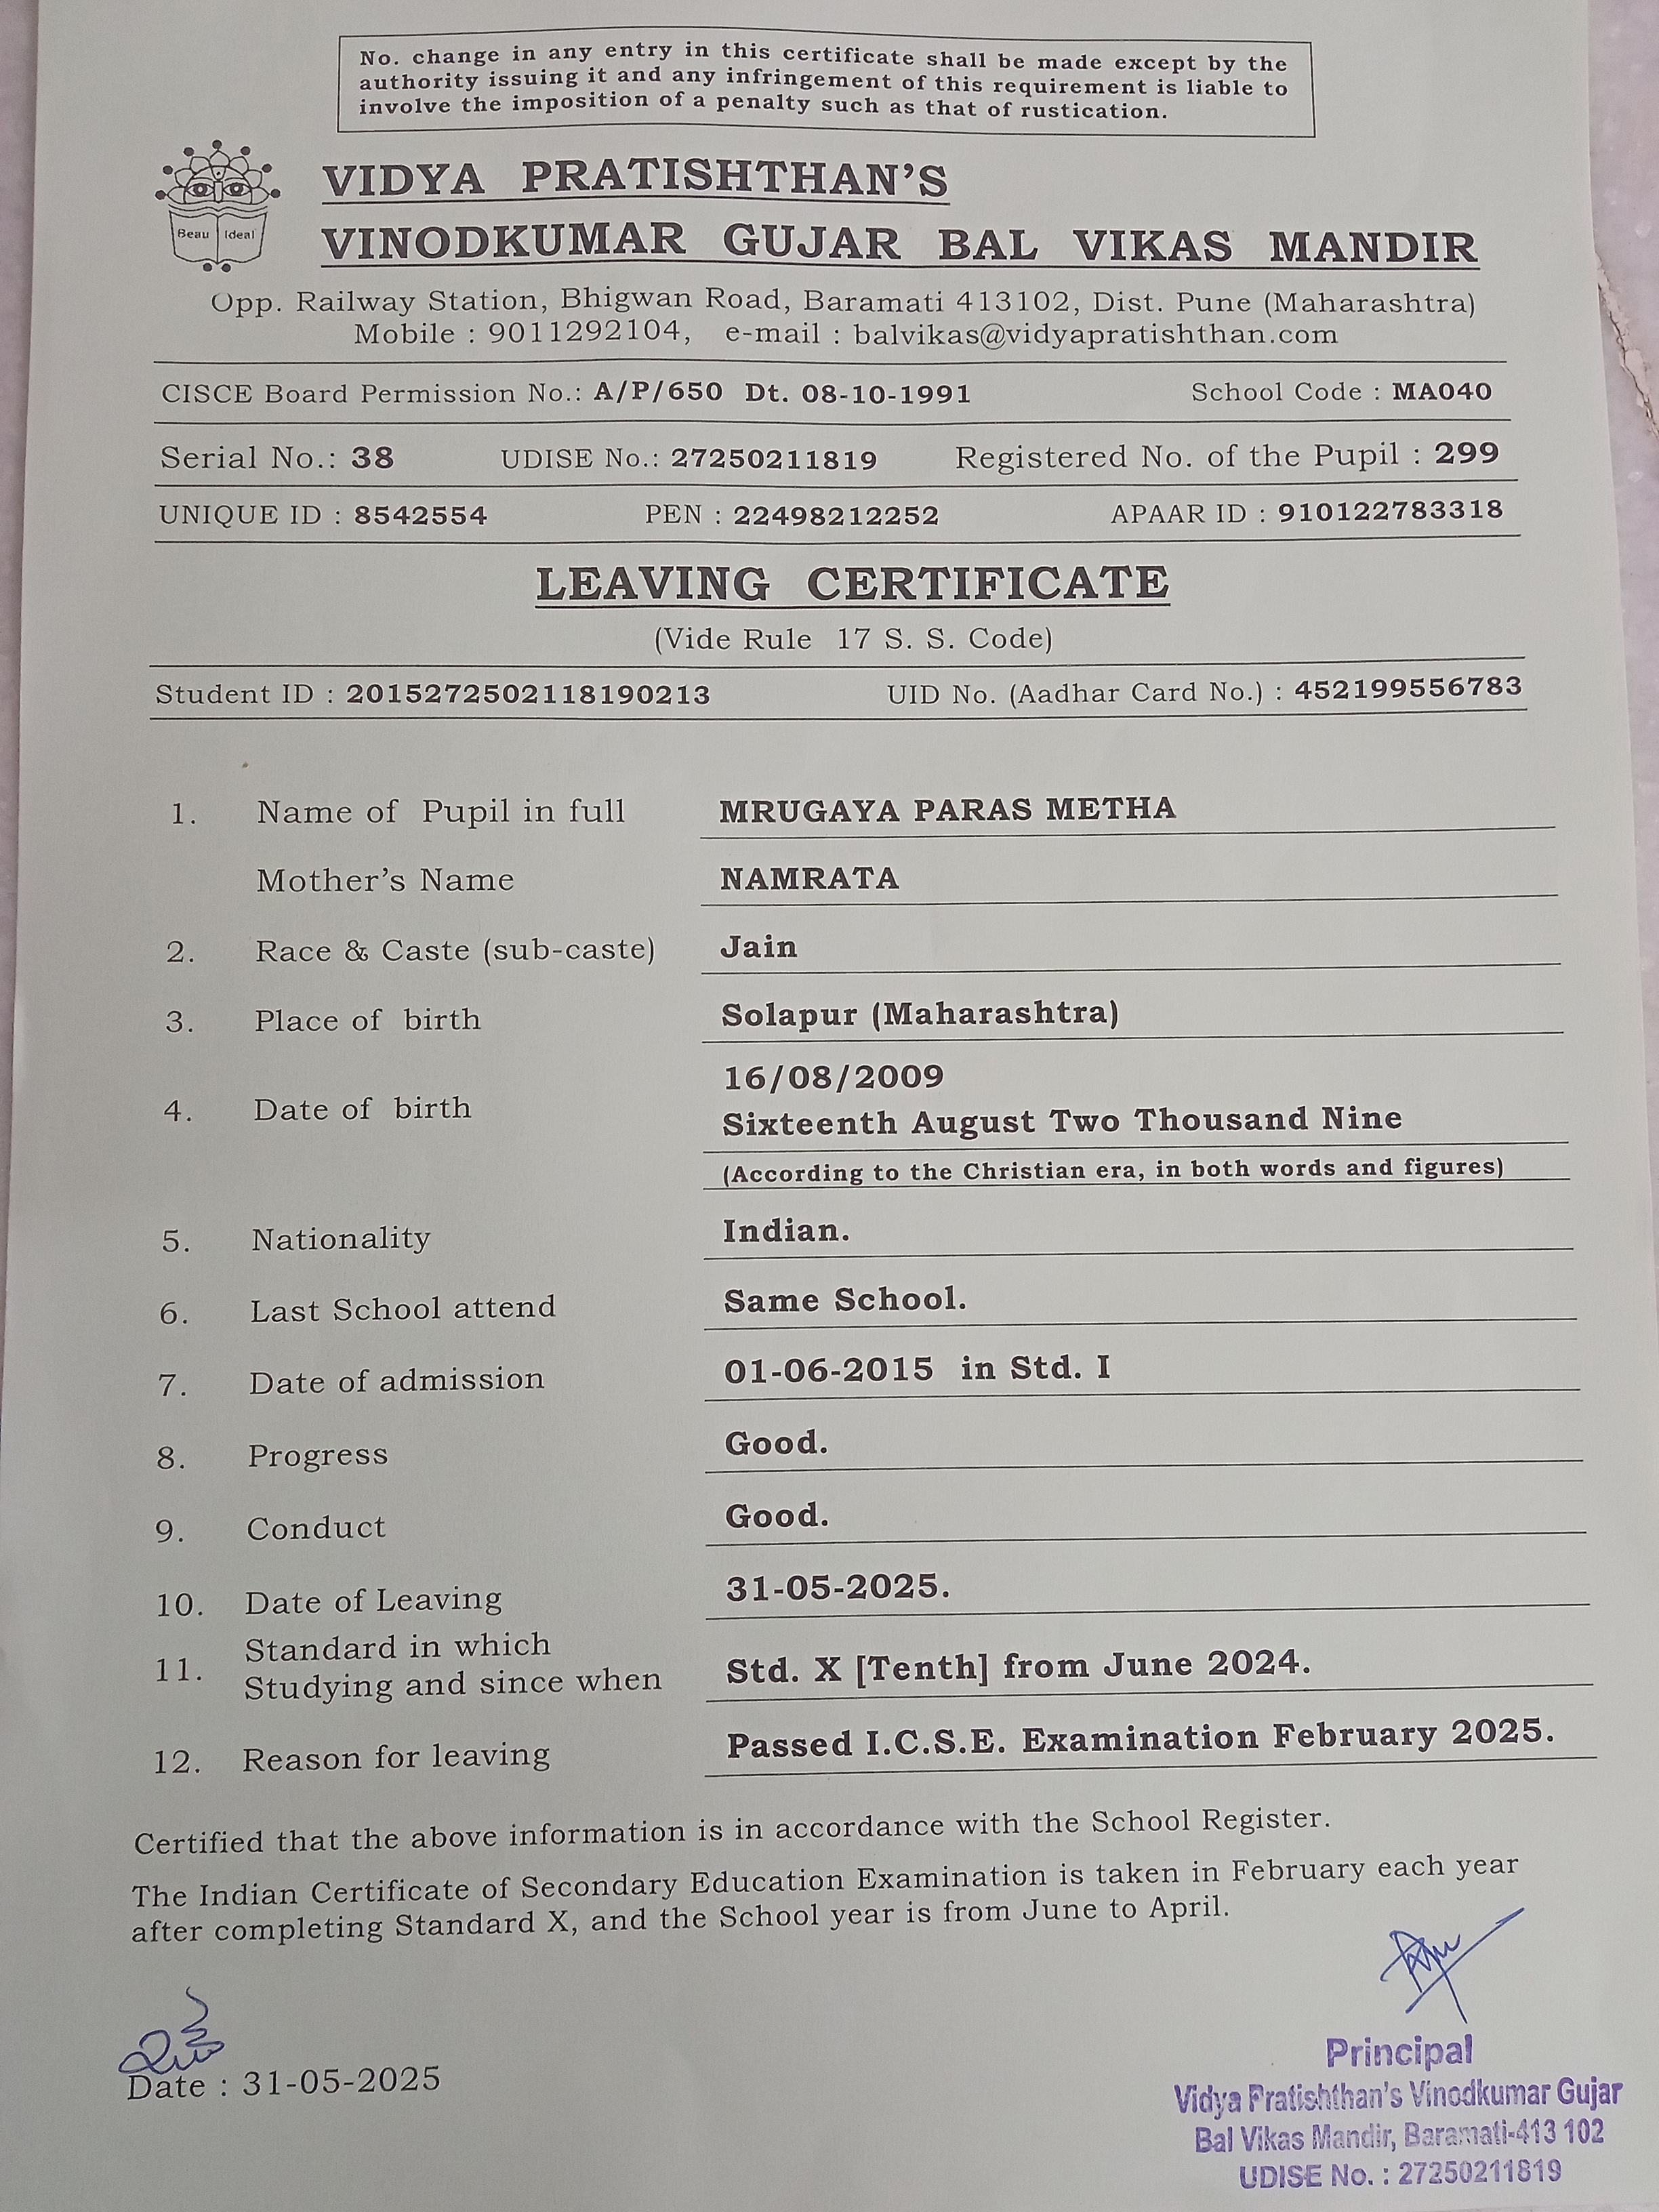 No. change in any entry in this certificate shall be made except by the
authority issuing it and any infringement of this requirement is liable to
involve the imposition of a penalty such as that of rustication.
Beau Ideal
VIDYA PRATISHTHAN'S
VINODKUMAR GUJAR BAL VIKAS MANDIR
Opp. Railway Station, Bhigwan Road, Baramati 413102, Dist. Pune (Maharashtra)
Mobile : 9011292104, e-mail : balvikas@vidyapratishthan.com
CISCE Board Permission No.: A/P/650 Dt. 08-10-1991 School Code : MA040
Serial No.: 38 UDISE No.: 27250211819 Registered No. of the Pupil : 299
UNIQUE ID : 8542554 PEN : 22498212252 APAAR ID : 910122783318
LEAVING CERTIFICATE
(Vide Rule 17 S. S. Code)
Student ID : 2015272502118190213 UID No. (Aadhar Card No.) : 452199556783
1. Name of Pupil in full MRUGAYA PARAS METHA
Mother's Name NAMRATA
2. Race & Caste (sub-caste) Jain
3. Place of birth Solapur (Maharashtra)
16/08/2009
4. Date of birth Sixteenth August Two Thousand Nine
(According to the Christian era, in both words and figures)
5. Nationality Indian.
6. Last School attend Same School.
7. Date of admission 01-06-2015 in Std. I
8. Progress Good.
9. Conduct Good.
10. Date of Leaving 31-05-2025.
11. Standard in which
Studying and since when Std. X [Tenth] from June 2024.
12. Reason for leaving Passed I.C.S.E. Examination February 2025.
Certified that the above information is in accordance with the School Register.
The Indian Certificate of Secondary Education Examination is taken in February each year
after completing Standard X, and the School year is from June to April.
Date : 31-05-2025
Principal
Vidya Pratishthan's Vinodkumar Gujar
Bal Vikas Mandir, Baramati-413 102
UDISE No. : 27250211819